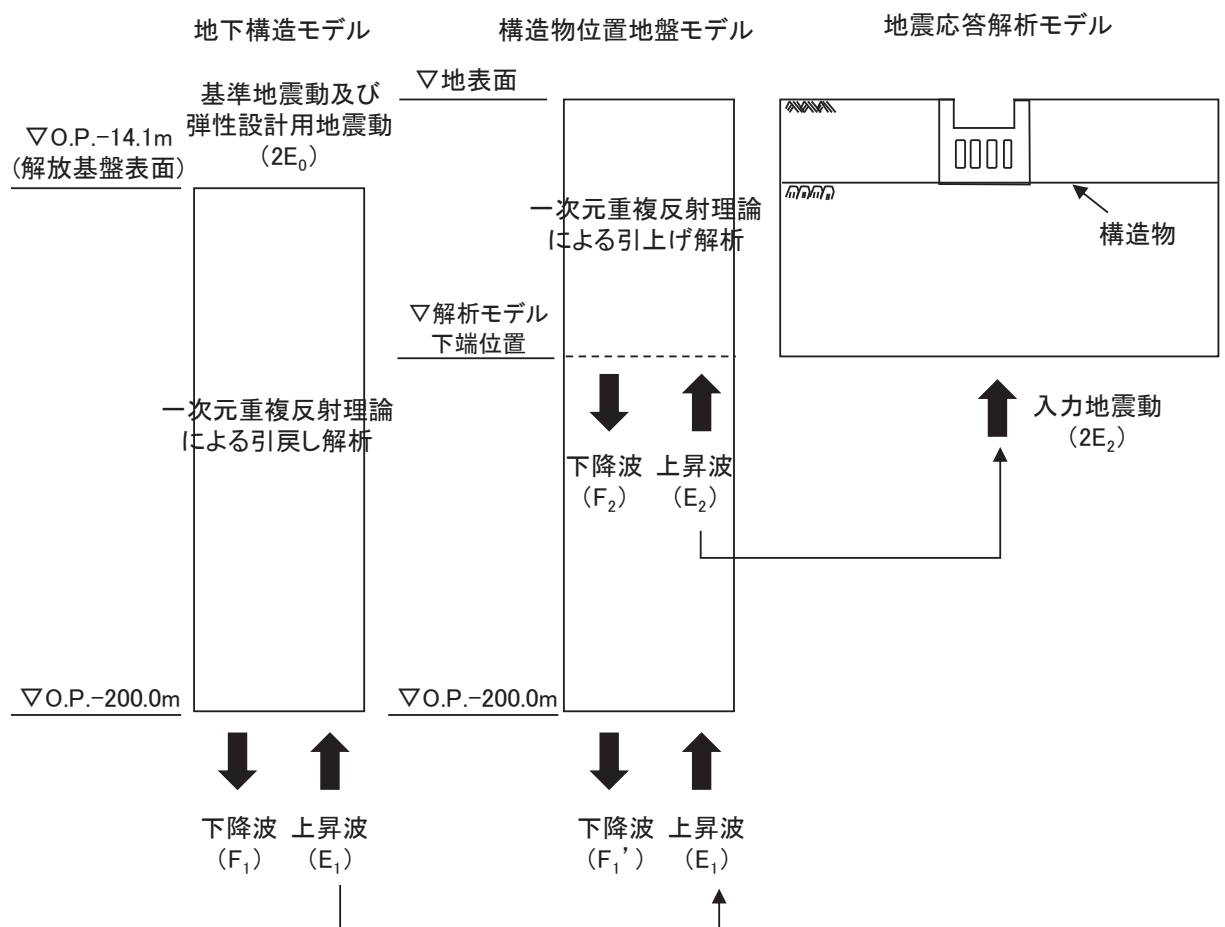 地下構造モデル
基準地震動及び
弾性設計用地震動
(2E₀)
▽O.P.-14.1m
(解放基盤表面)
一次元重複反射理論
による引戻し解析
▽O.P.-200.0m
下降波 上昇波
(F₁) (E₁)
構造物位置地盤モデル
▽地表面
一次元重複反射理論
による引上げ解析
▽解析モデル
下端位置
下降波 上昇波
(F₂) (E₂)
▽O.P.-200.0m
下降波 上昇波
(F₁’) (E₁)
地震応答解析モデル
構造物
入力地震動
(2E₂)